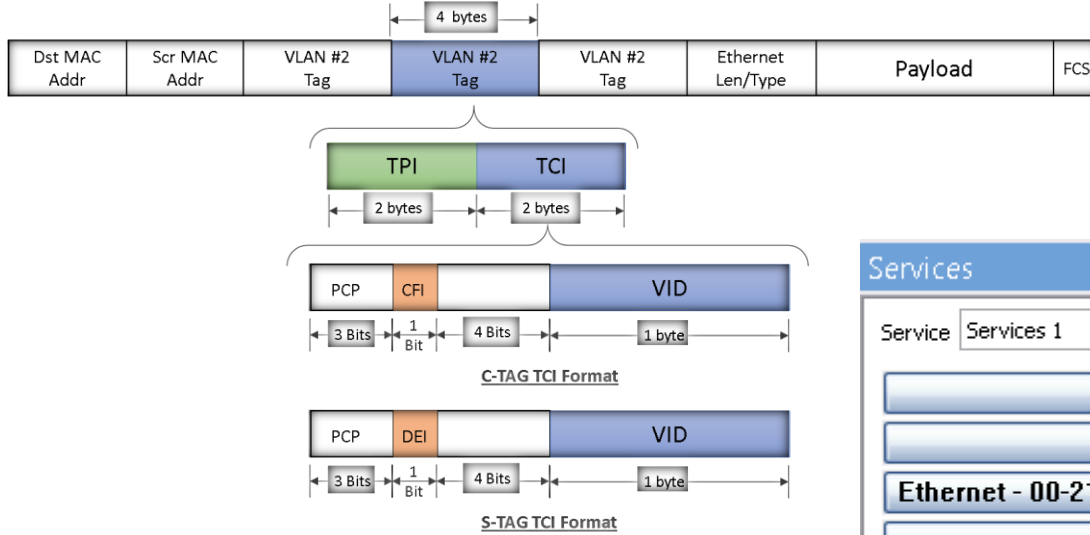 4 bytes
Dst MAC Addr
Scr MAC Addr
VLAN #2 Tag
VLAN #2 Tag
VLAN #2 Tag
Ethernet Len/Type
Payload
FCS
TPI
TCI
2 bytes
2 bytes
PCP
CFI
VID
3 Bits
1 Bit
4 Bits
1 byte
C-TAG TCI Format
PCP
DEI
VID
3 Bits
1 Bit
4 Bits
1 byte
S-TAG TCI Format
Services
Service Services 1
Ethernet - 00-21